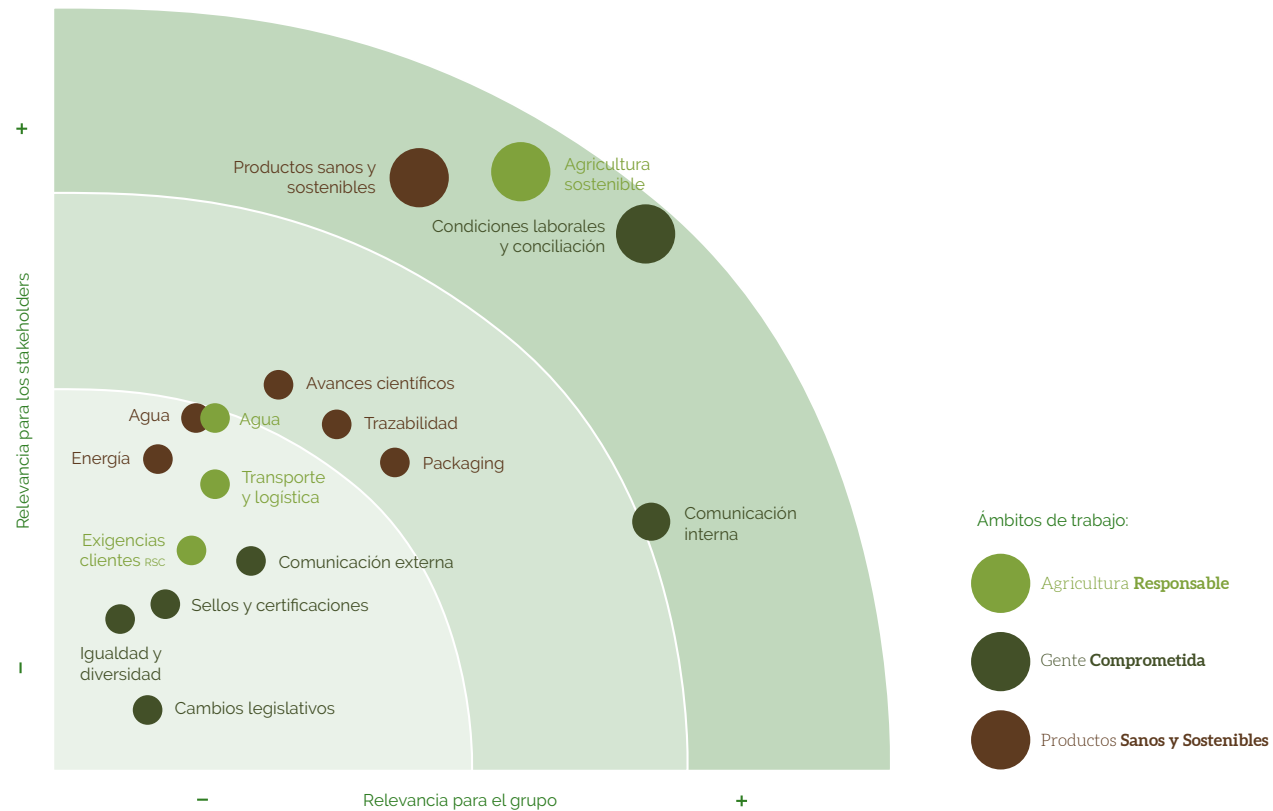 +
Relevancia para los stakeholders
–
Productos sanos y
sostenibles
Agricultura
sostenible
Condiciones laborales
y conciliación
Avances científicos
Agua
Agua
Trazabilidad
Energía
Packaging
Transporte
y logística
Comunicación
interna
Exigencias
clientes RSC
Comunicación externa
Sellos y certificaciones
Igualdad y
diversidad
Cambios legislativos
–
Relevancia para el grupo
+
Ámbitos de trabajo:
Agricultura Responsable
Gente Comprometida
Productos Sanos y Sostenibles